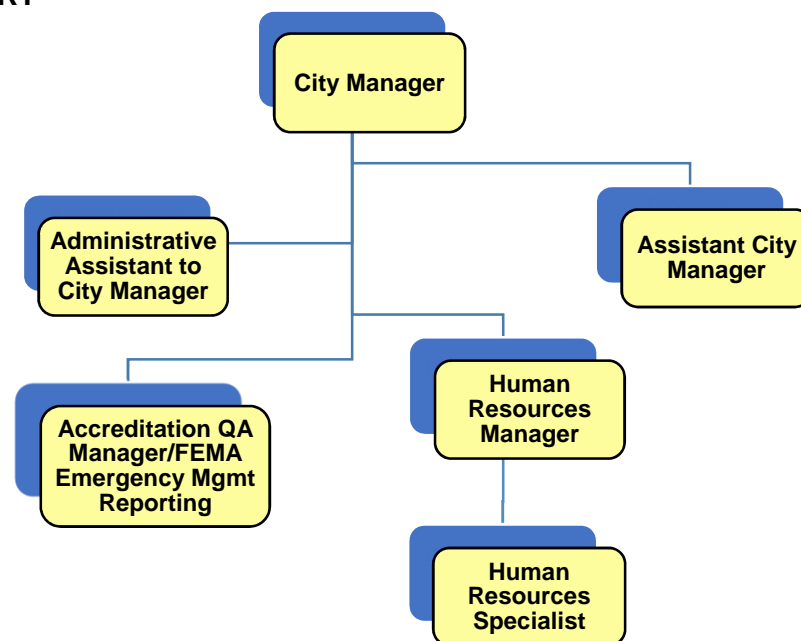 City Manager
Administrative
Assistant to
City Manager
Assistant City
Manager
Human
Resources
Manager
Accreditation QA
Manager/FEMA
Emergency Mgmt
Reporting
Human
Resources
Specialist